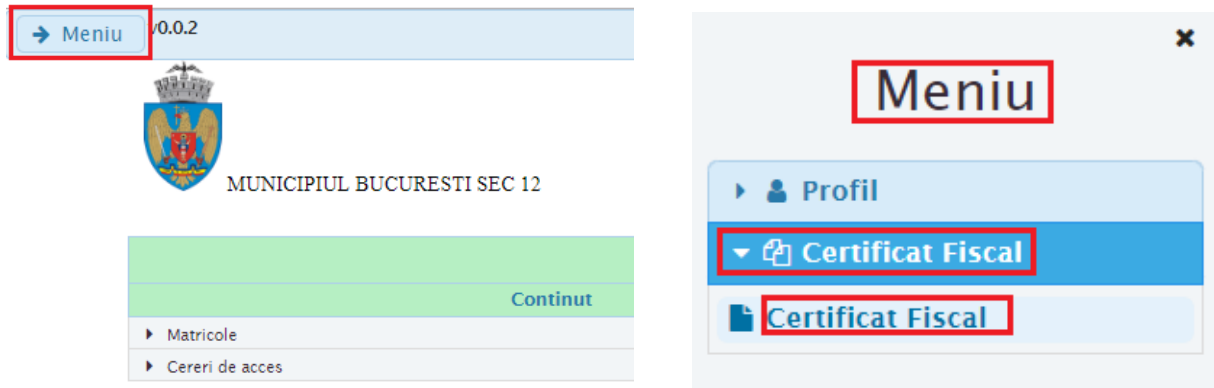 Meniu
v0.0.2
MUNICIPIUL BUCURESTI SEC 12
Continut
Matricole
Cereri de acces
Meniu
Profil
Certificat Fiscal
Certificat Fiscal